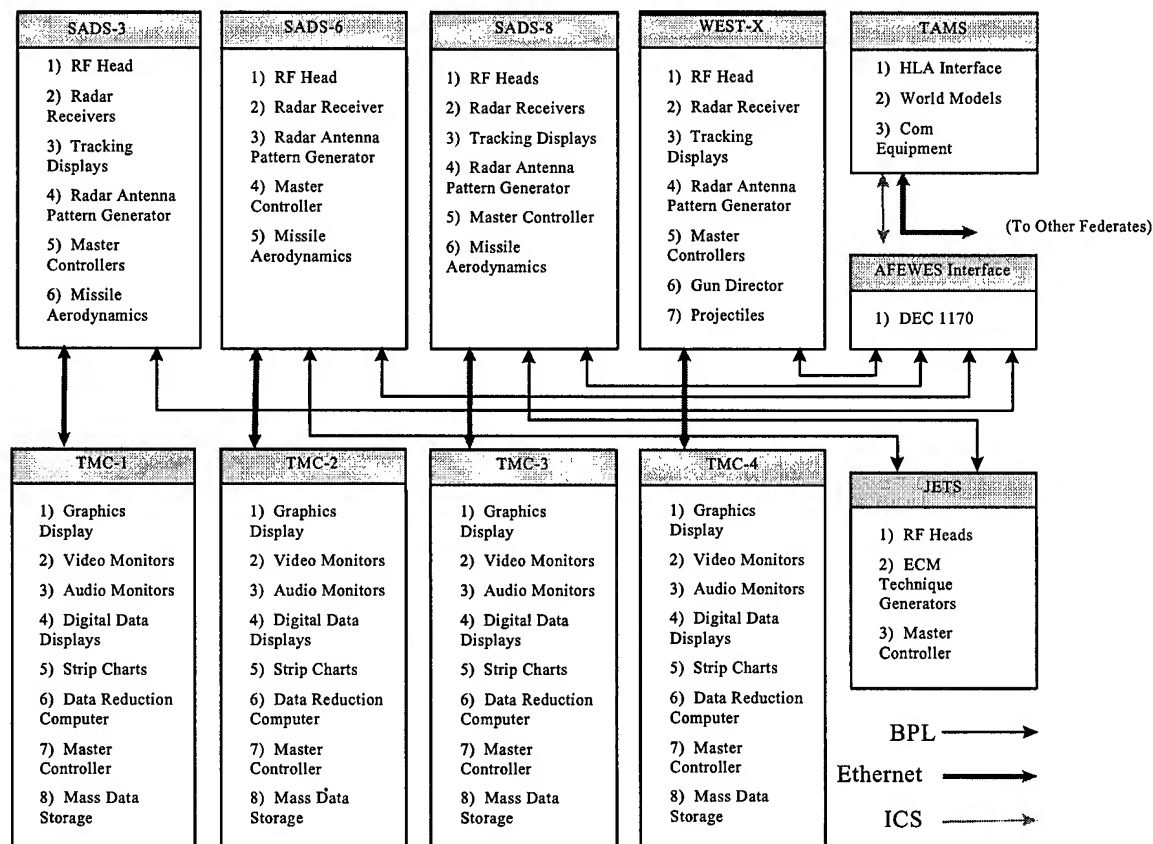 SADS-3
1) RF Head
2) Radar
Receivers
3) Tracking
Displays
4) Radar Antenna
Pattern Generator
5) Master
Controllers
6) Missile
Aerodynamics
SADS-6
1) RF Head
2) Radar Receiver
3) Radar Antenna
Pattern Generator
4) Master
Controller
5) Missile
Aerodynamics
SADS-8
1) RF Heads
2) Radar Receivers
3) Tracking Displays
4) Radar Antenna
Pattern Generator
5) Master Controller
6) Missile
Aerodynamics
WEST-X
1) RF Head
2) Radar Receiver
3) Tracking
Displays
4) Radar Antenna
Pattern Generator
5) Master
Controllers
6) Gun Director
7) Projectiles
TAMS
1) HLA Interface
2) World Models
3) Com
Equipment
(To Other Federates)
AFEWES Interface
1) DEC 1170
TMC-1
1) Graphics
Display
2) Video Monitors
3) Audio Monitors
4) Digital Data
Displays
5) Strip Charts
6) Data Reduction
Computer
7) Master
Controller
8) Mass Data
Storage
TMC-2
1) Graphics
Display
2) Video Monitors
3) Audio Monitors
4) Digital Data
Displays
5) Strip Charts
6) Data Reduction
Computer
7) Master
Controller
8) Mass Data
Storage
TMC-3
1) Graphics
Display
2) Video Monitors
3) Audio Monitors
4) Digital Data
Displays
5) Strip Charts
6) Data Reduction
Computer
7) Master
Controller
8) Mass Data
Storage
TMC-4
1) Graphics
Display
2) Video Monitors
3) Audio Monitors
4) Digital Data
Displays
5) Strip Charts
6) Data Reduction
Computer
7) Master
Controller
8) Mass Data
Storage
JETS
1) RF Heads
2) ECM
Technique
Generators
3) Master
Controller
BPL
Ethernet
ICS